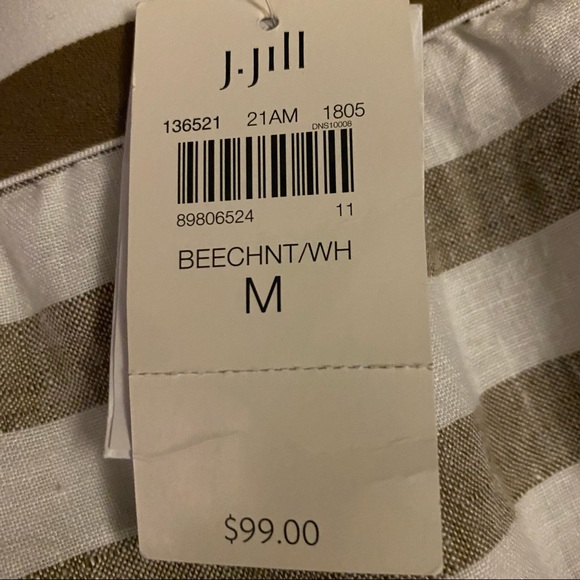 J.Jill
136521 21AM 1805
DNS10008
89806524 11
BEECHNT/WH
M
$99.00